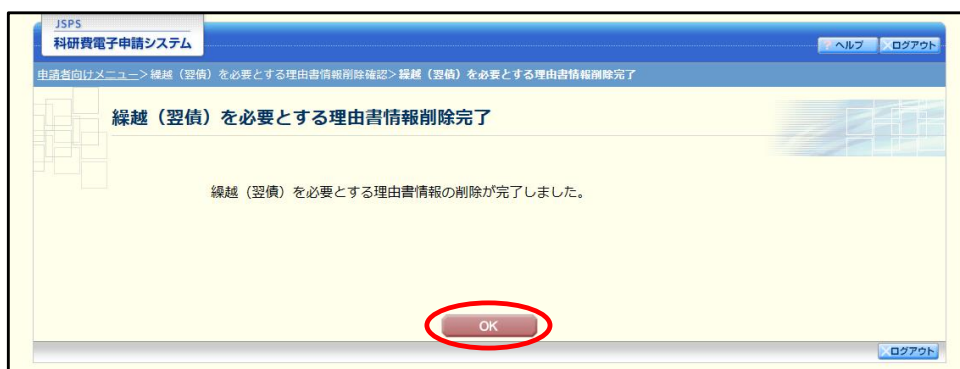 JSPS
科研費電子申請システム
? ヘルプ
ログアウト
申請者向けメニュー>繰越（翌債）を必要とする理由書情報削除確認>繰越（翌債）を必要とする理由書情報削除完了
繰越（翌債）を必要とする理由書情報削除完了
繰越（翌債）を必要とする理由書情報の削除が完了しました。
OK
ログアウト